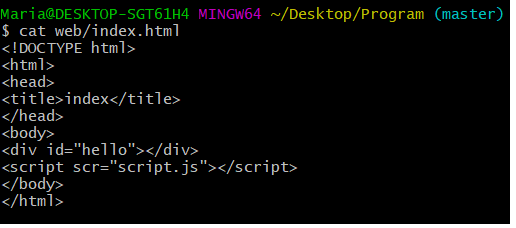 Maria@DESKTOP-SGT61H4 MINGW64 ~/Desktop/Program (master)
$ cat web/index.html
<!DOCTYPE html>
<html>
<head>
<title>index</title>
</head>
<body>
<div id="hello"></div>
<script scr="script.js"></script>
</body>
</html>